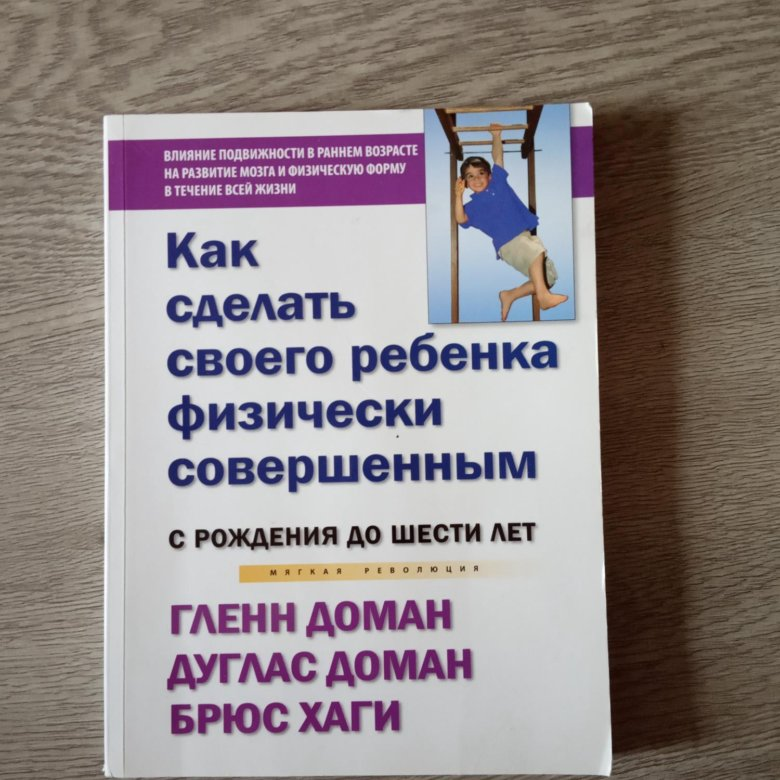 ВЛИЯНИЕ ПОДВИЖНОСТИ В РАННЕМ ВОЗРАСТЕ
НА РАЗВИТИЕ МОЗГА И ФИЗИЧЕСКУЮ ФОРМУ
В ТЕЧЕНИЕ ВСЕЙ ЖИЗНИ
Как
сделать
своего ребенка
физически
совершенным
С РОЖДЕНИЯ ДО ШЕСТИ ЛЕТ
МЯГКАЯ РЕВОЛЮЦИЯ
ГЛЕНН ДОМАН
ДУГЛАС ДОМАН
БРЮС ХАГИ